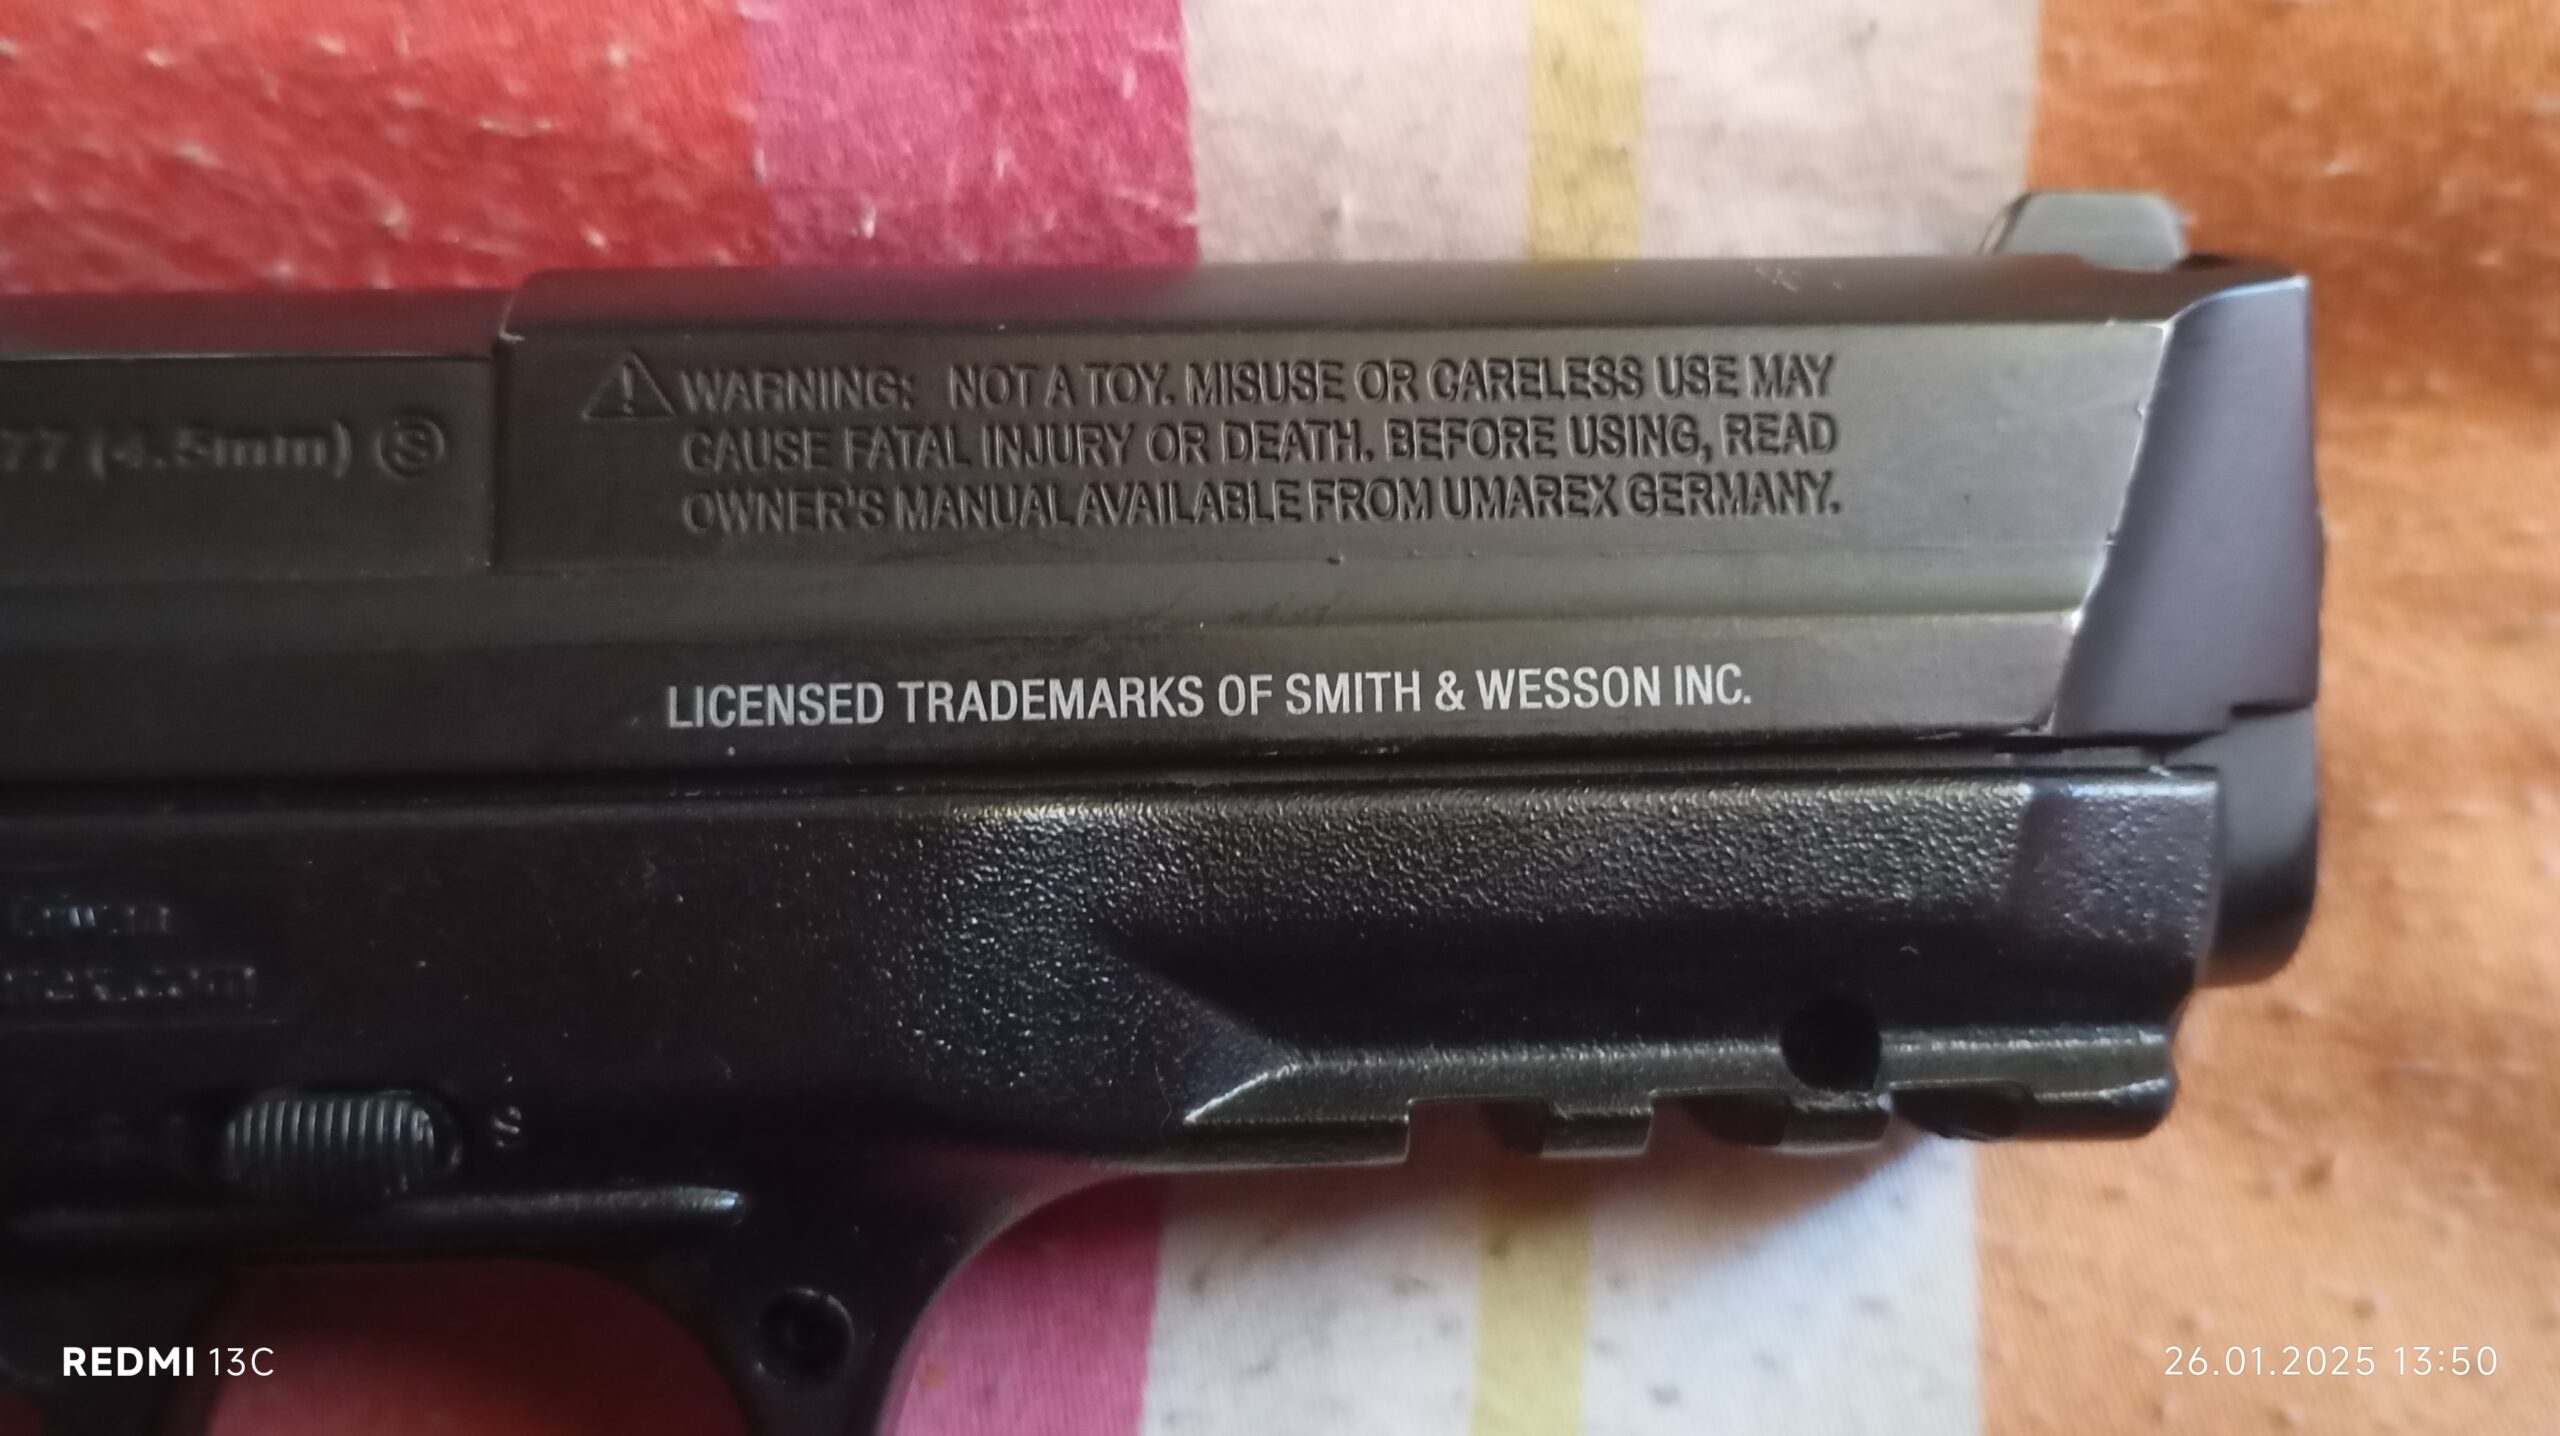 WARNING: NOT A TOY. MISUSE OR CARELESS USE MAY
CAUSE FATAL INJURY OR DEATH. BEFORE USING, READ
OWNER'S MANUAL AVAILABLE FROM UMAREX GERMANY.
77 (4.5mm) S
LICENSED TRADEMARKS OF SMITH & WESSON INC.
S
REDMI 13C
26.01.2025 13:50